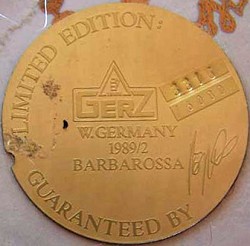 LIMITED EDITION:
GERZ
W. GERMANY
1989/2
BARBAROSSA
GUARANTEED BY